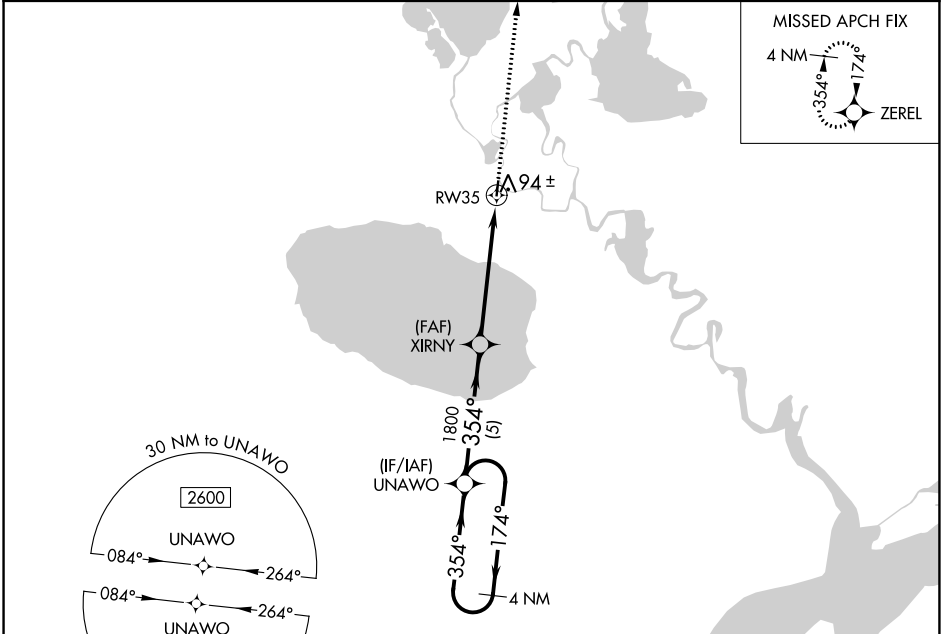 MISSED APCH FIX
4 NM
354°
174°
ZEREL
RW35
94 ±
(FAF)
XIRNY
1800
354°
(5)
(IF/IAF)
UNAWO
354°
174°
4 NM
30 NM to UNAWO
2600
UNAWO
084°
264°
084°
264°
UNAWO